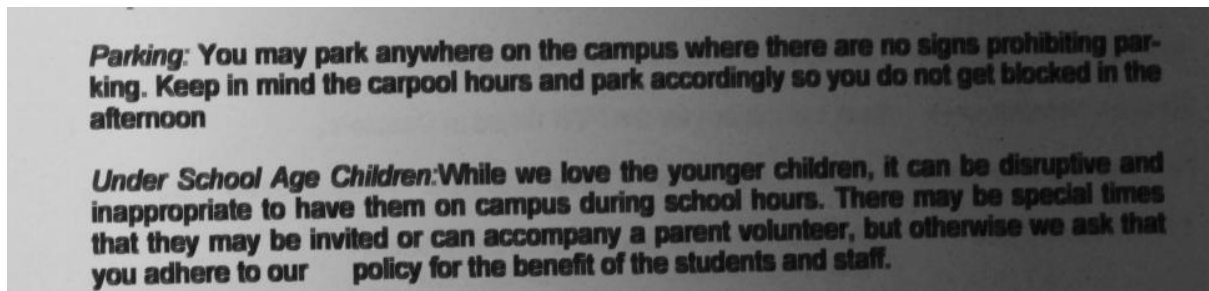 Parking: You may park anywhere on the campus where there are no signs prohibiting par-
king. Keep in mind the carpool hours and park accordingly so you do not get blocked in the
afternoon
Under School Age Children:While we love the younger children, it can be disruptive and
inappropriate to have them on campus during school hours. There may be special times
that they may be invited or can accompany a parent volunteer, but otherwise we ask that
you adhere to our policy for the benefit of the students and staff.